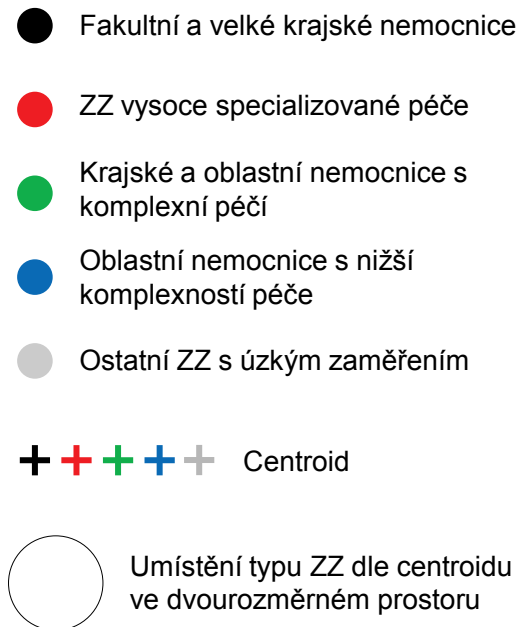 Fakultní a velké krajské nemocnice
ZZ vysoce specializované péče
Krajské a oblastní nemocnice s
komplexní péčí
Oblastní nemocnice s nižší
komplexností péče
Ostatní ZZ s úzkým zaměřením
Centroid
Umístění typu ZZ dle centroidu
ve dvourozměrném prostoru